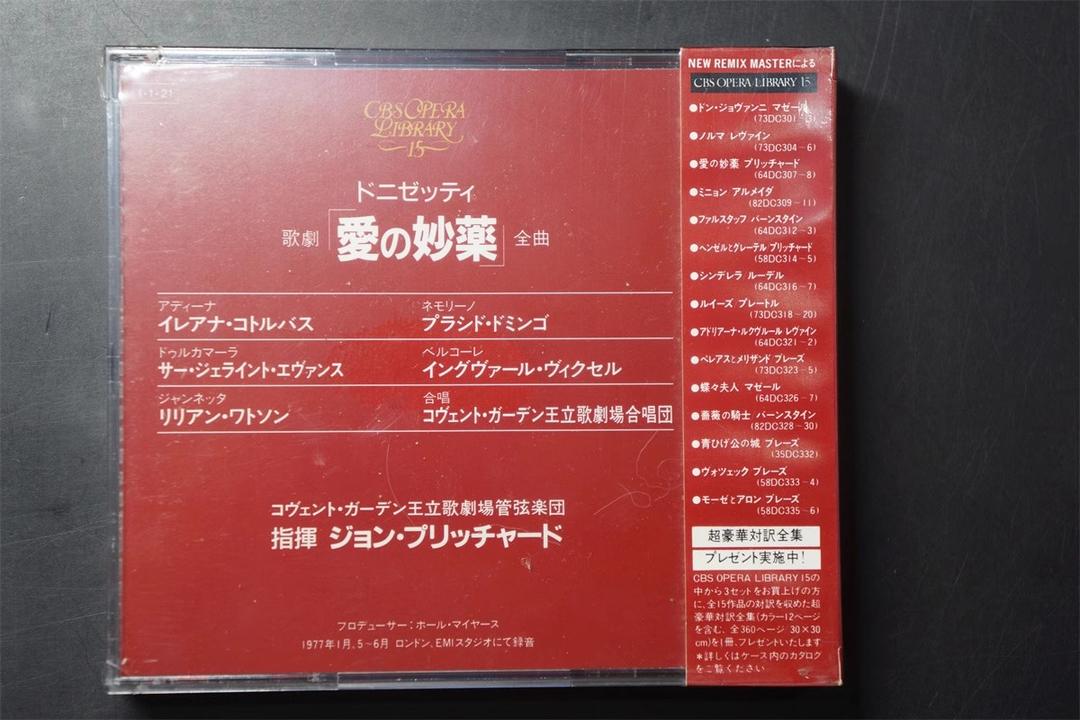 1-1-21
CBS OPERA
LIBRARY
15
ドニゼッティ
歌劇「愛の妙薬」全曲
アディーナ
イレアナ・コトルバス
ネモリーノ
プラシド・ドミンゴ
ドゥルカマーラ
サー・ジェライント・エヴァンス
ベルコーレ
イングヴァール・ヴィクセル
ジャンネッタ
リリアン・ワトソン
合唱
コヴェント・ガーデン王立歌劇場合唱団
コヴェント・ガーデン王立歌劇場管弦楽団
指揮 ジョン・プリッチャード
プロデューサー：ポール・マイヤース
1977年1月、5〜6月 ロンドン、EMIスタジオにて録音
NEW REMIX MASTERによる
CBS OPERA LIBRARY 15
●ドン・ジョヴァンニ マゼール
(73DC301〜3)
●ノルマ レヴァイン
(73DC304〜6)
●愛の妙薬 プリッチャード
(64DC307〜8)
●ミニョン アルメイダ
(82DC309〜11)
●ファルスタッフ バーンスタイン
(64DC312〜3)
●ヘンゼルとグレーテル プリッチャード
(58DC314〜5)
●シンデレラ ルーデル
(64DC316〜7)
●ルイーズ プレートル
(73DC318〜20)
●アドリアーナ・ルクヴルール レヴァイン
(64DC321〜2)
●ペレアスとメリザンド ブレーズ
(73DC323〜5)
●蝶々夫人 マゼール
(64DC326〜7)
●薔薇の騎士 バーンスタイン
(82DC328〜30)
●青ひげ公の城 ブレーズ
(35DC332)
●ヴォツェック ブレーズ
(58DC333〜4)
●モーゼとアロン ブレーズ
(58DC335〜6)
超豪華対訳全集
プレゼント実施中！
CBS OPERA LIBRARY 15の
中から3セットをお買上げの方
に、全15作品の対訳を収めた超
豪華対訳全集(カラー12ページ
を含む、全360ページ 30×30
cm)を1冊、プレゼントいたします
＊詳しくはケース内のカタログ
をご覧ください